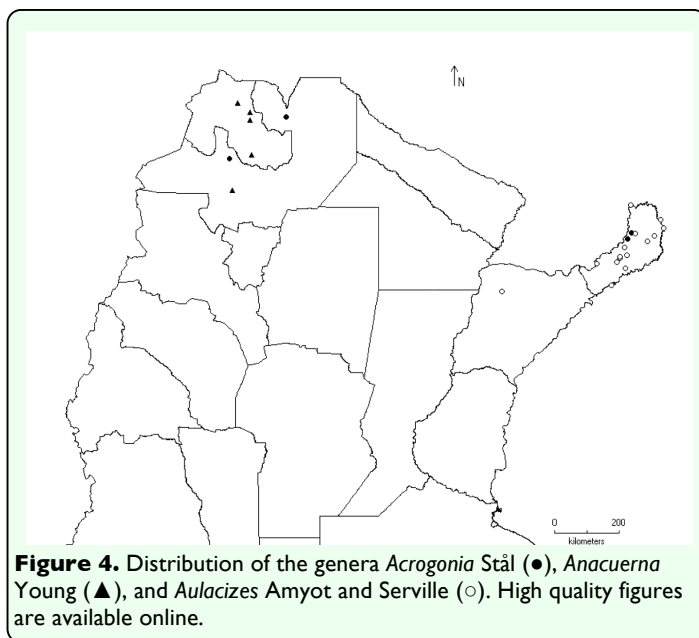 N
0 200
kilometers
Figure 4. Distribution of the genera Acrogonia Stål (●), Anacuerna
Young (▲), and Aulacizes Amyot and Serville (○). High quality figures
are available online.